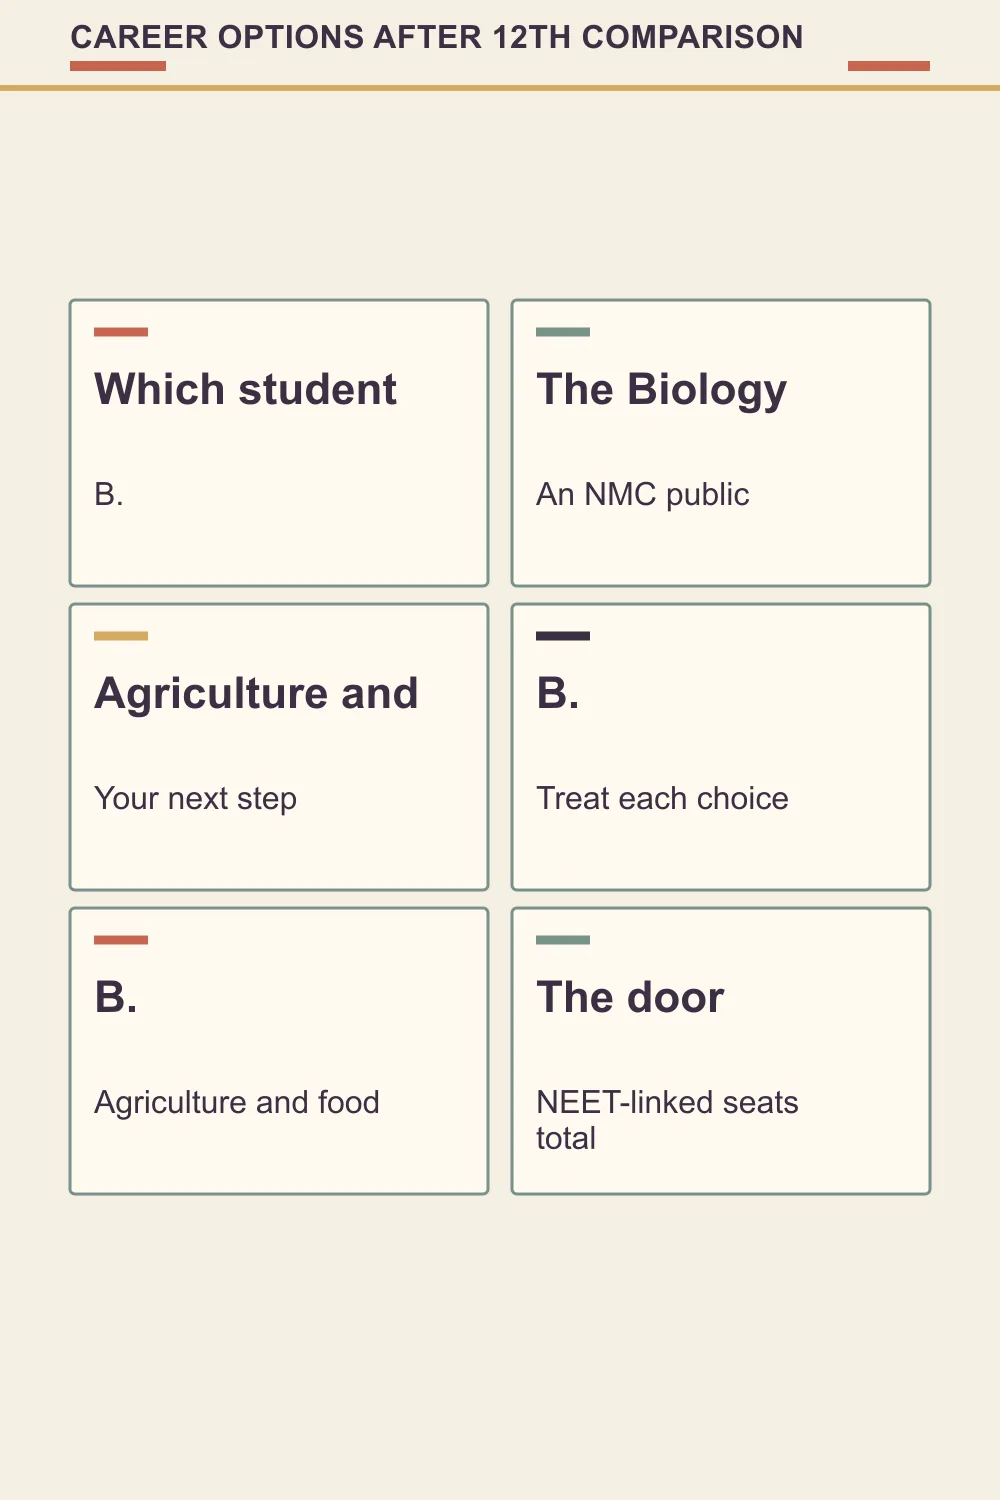 CAREER OPTIONS AFTER 12TH COMPARISON
Which student
B.
The Biology
An NMC public
Agriculture and
Your next step
B.
Treat each choice
B.
Agriculture and food
The door
NEET-linked seats
total